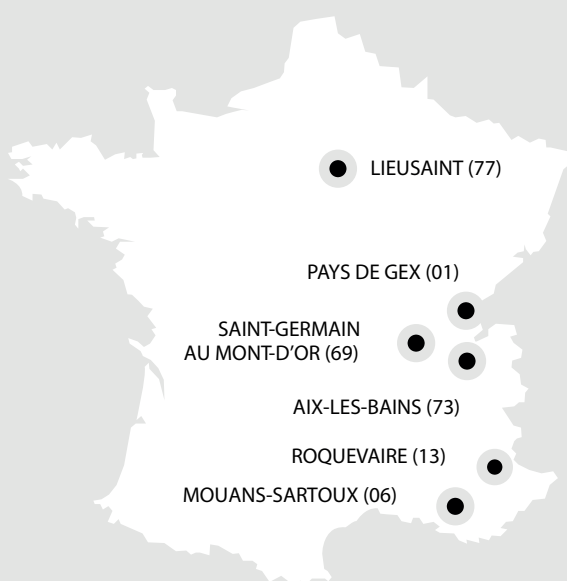 LIEUSAINT (77)
PAYS DE GEX (01)
SAINT-GERMAIN
AU MONT-D'OR (69)
AIX-LES-BAINS (73)
ROQUEVAIRE (13)
MOUANS-SARTOUX (06)